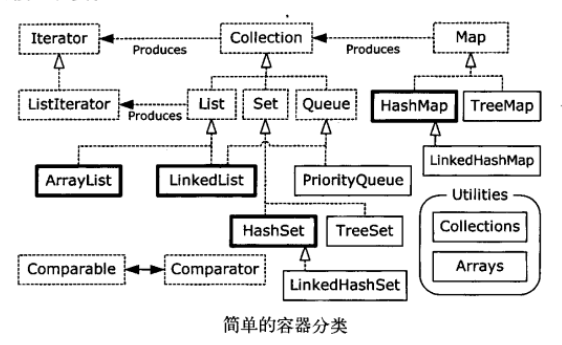 Iterator
Produces
Collection
Produces
Map
ListIterator
Produces
List
Set
Queue
HashMap
TreeMap
ArrayList
LinkedList
PriorityQueue
LinkedHashMap
Utilities
Collections
Arrays
HashSet
TreeSet
Comparable
Comparator
LinkedHashSet
简单的容器分类